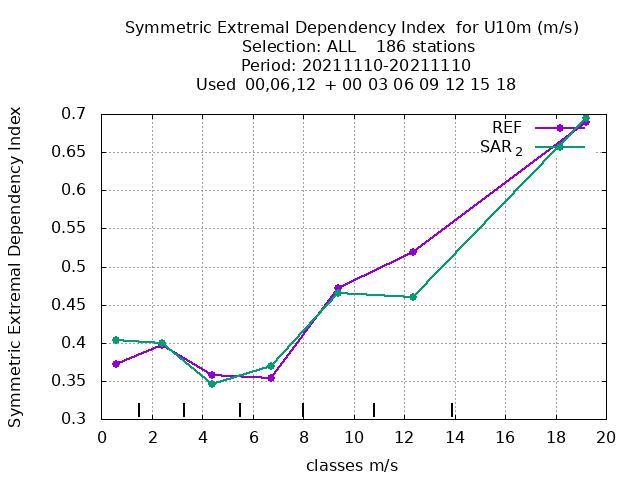 Symmetric Extremal Dependency Index  for U10m (m/s)
Selection: ALL    186 stations
Period: 20211110-20211110
Used  00,06,12  + 00 03 06 09 12 15 18
Symmetric Extremal Dependency Index
0.7
0.65
0.6
0.55
0.5
0.45
0.4
0.35
0.3
REF
SAR 2
0 2 4 6 8 10 12 14 16 18 20
classes m/s